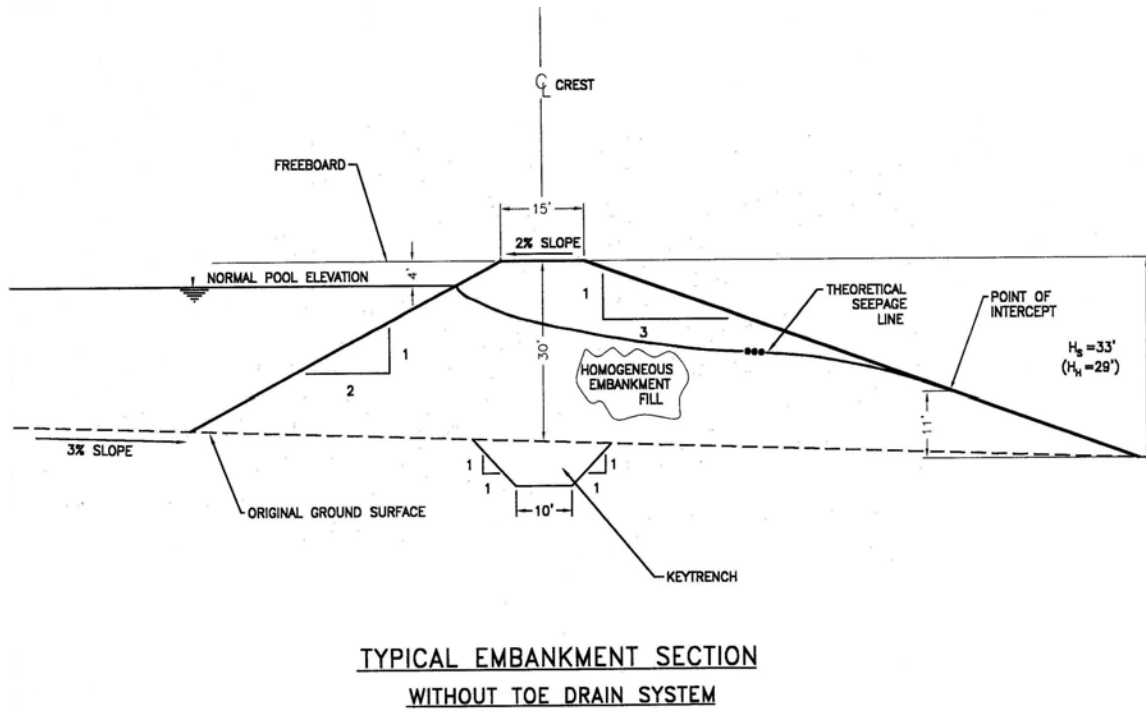 ℄ CREST
FREEBOARD
15'
2% SLOPE
NORMAL POOL ELEVATION
4'
1
3
THEORETICAL
SEEPAGE
LINE
POINT OF
INTERCEPT
1
2
30'
HOMOGENEOUS
EMBANKMENT
FILL
H_S =33'
(H_H =29')
11'
3% SLOPE
1
1
1
1
10'
ORIGINAL GROUND SURFACE
KEYTRENCH
TYPICAL EMBANKMENT SECTION
WITHOUT TOE DRAIN SYSTEM